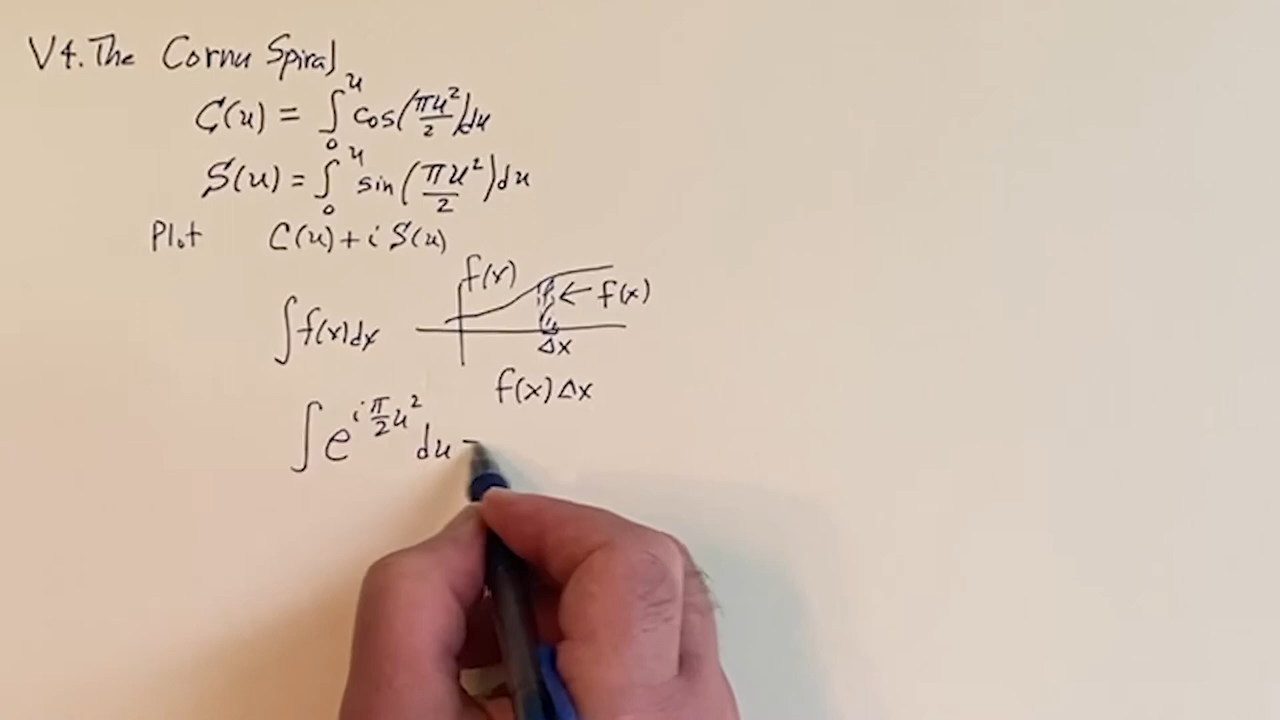 V4. The Cornu Spiral
C(u) = ∫₀ᵘ cos(πu²/2)du
S(u) = ∫₀ᵘ sin(πu²/2)du
Plot C(u) + i S(u)
f(x)
← f(x)
∫f(x)dx
Δx
f(x) Δx
∫e^{i π/2 u²} du -